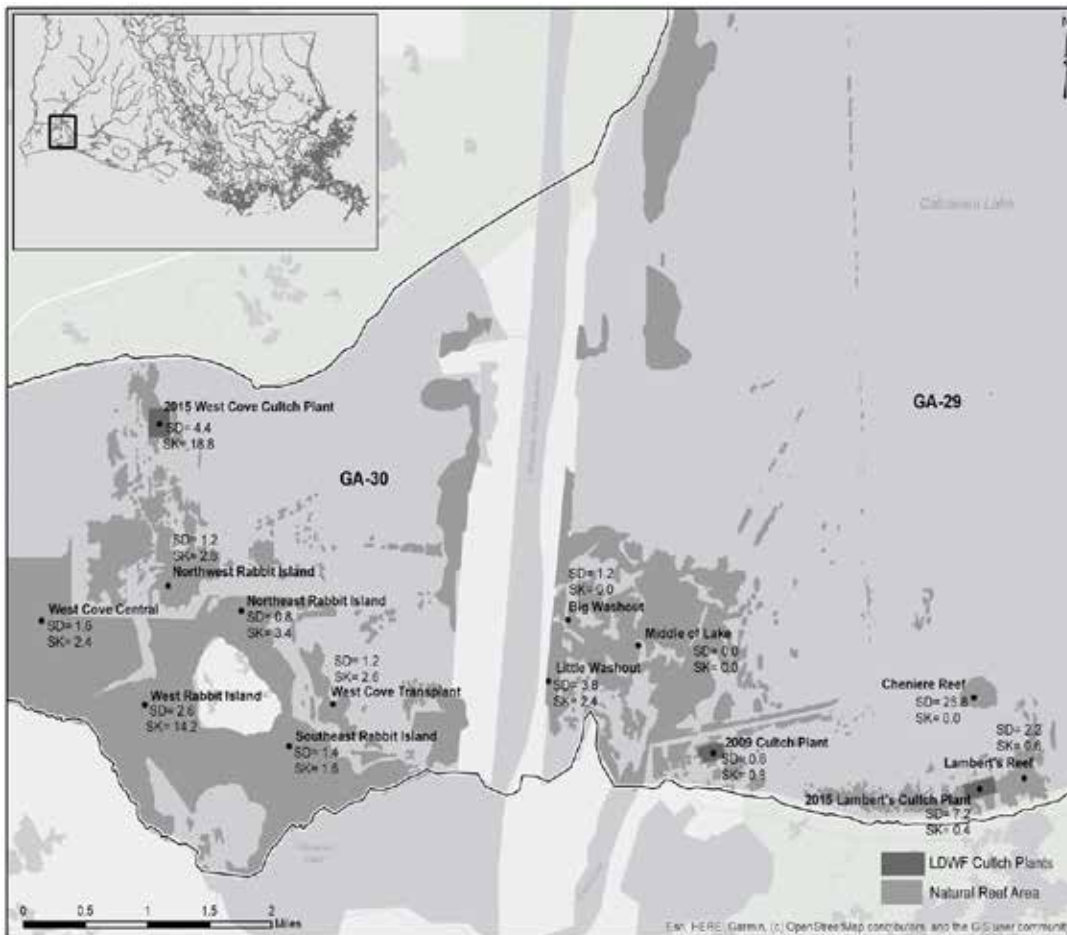 Calcasieu Lake
GA-29
2015 West Cove Cultch Plant
SD= 4.4
SK= 18.8
GA-30
SD= 1.2
SK= 2.8
Northwest Rabbit Island
West Cove Central
SD= 1.6
SK= 2.4
Northeast Rabbit Island
SD= 0.8
SK= 3.4
SD= 1.2
SK= 2.6
West Cove Transplant
West Rabbit Island
SD= 2.6
SK= 14.2
Southeast Rabbit Island
SD= 1.4
SK= 1.6
SD= 1.2
SK= 0.0
Big Washout
Middle of Lake
SD= 0.0
SK= 0.0
Little Washout
SD= 3.8
SK= 2.4
2009 Cultch Plant
SD= 0.6
Cheniere Reef
SD= 25.8
SK= 0.0
SD= 2.2
SK= 0.6
Lambert's Reef
2015 Lambert's Cultch Plant
SD= 7.2
SK= 0.4
LDWF Cultch Plants
Natural Reef Area
0 0.5 1 1.5 2
Miles
Esri, HERE, Garmin, (c) OpenStreetMap contributors, and the GIS user community